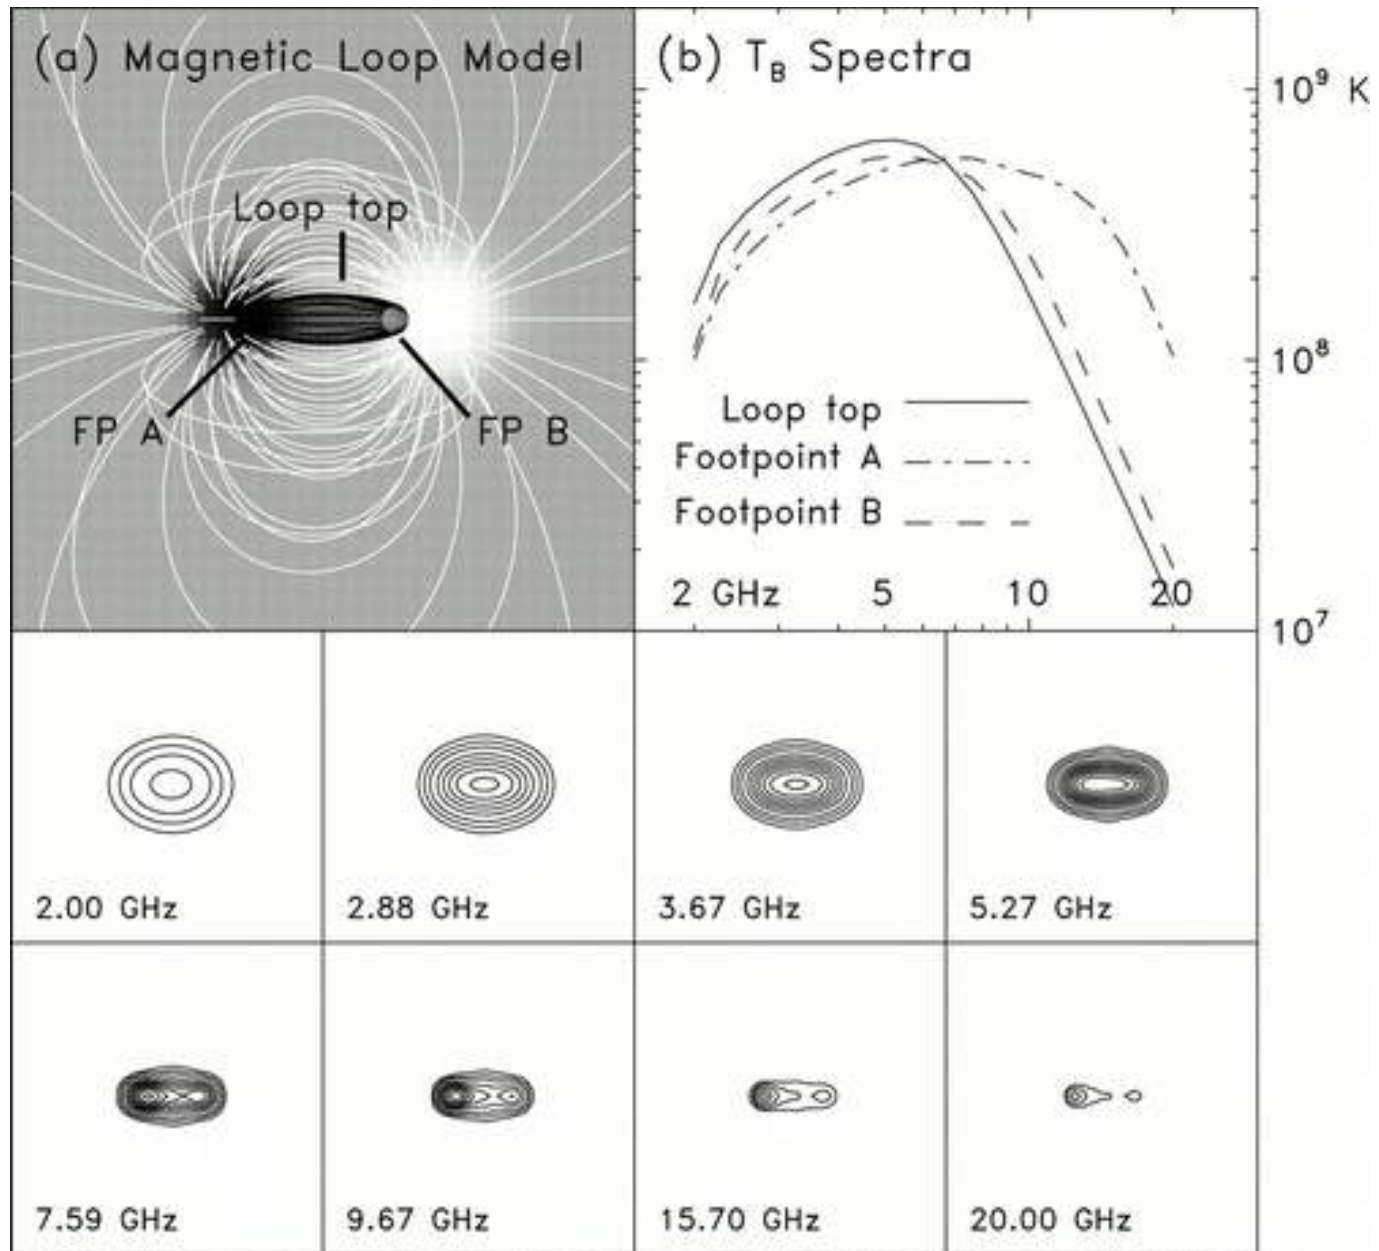 (a) Magnetic Loop Model
Loop top
FP A
FP B
(b) T_B Spectra
10⁹ K
10⁸
10⁷
Loop top
Footpoint A
Footpoint B
2 GHz 5 10 20
2.00 GHz
2.88 GHz
3.67 GHz
5.27 GHz
7.59 GHz
9.67 GHz
15.70 GHz
20.00 GHz